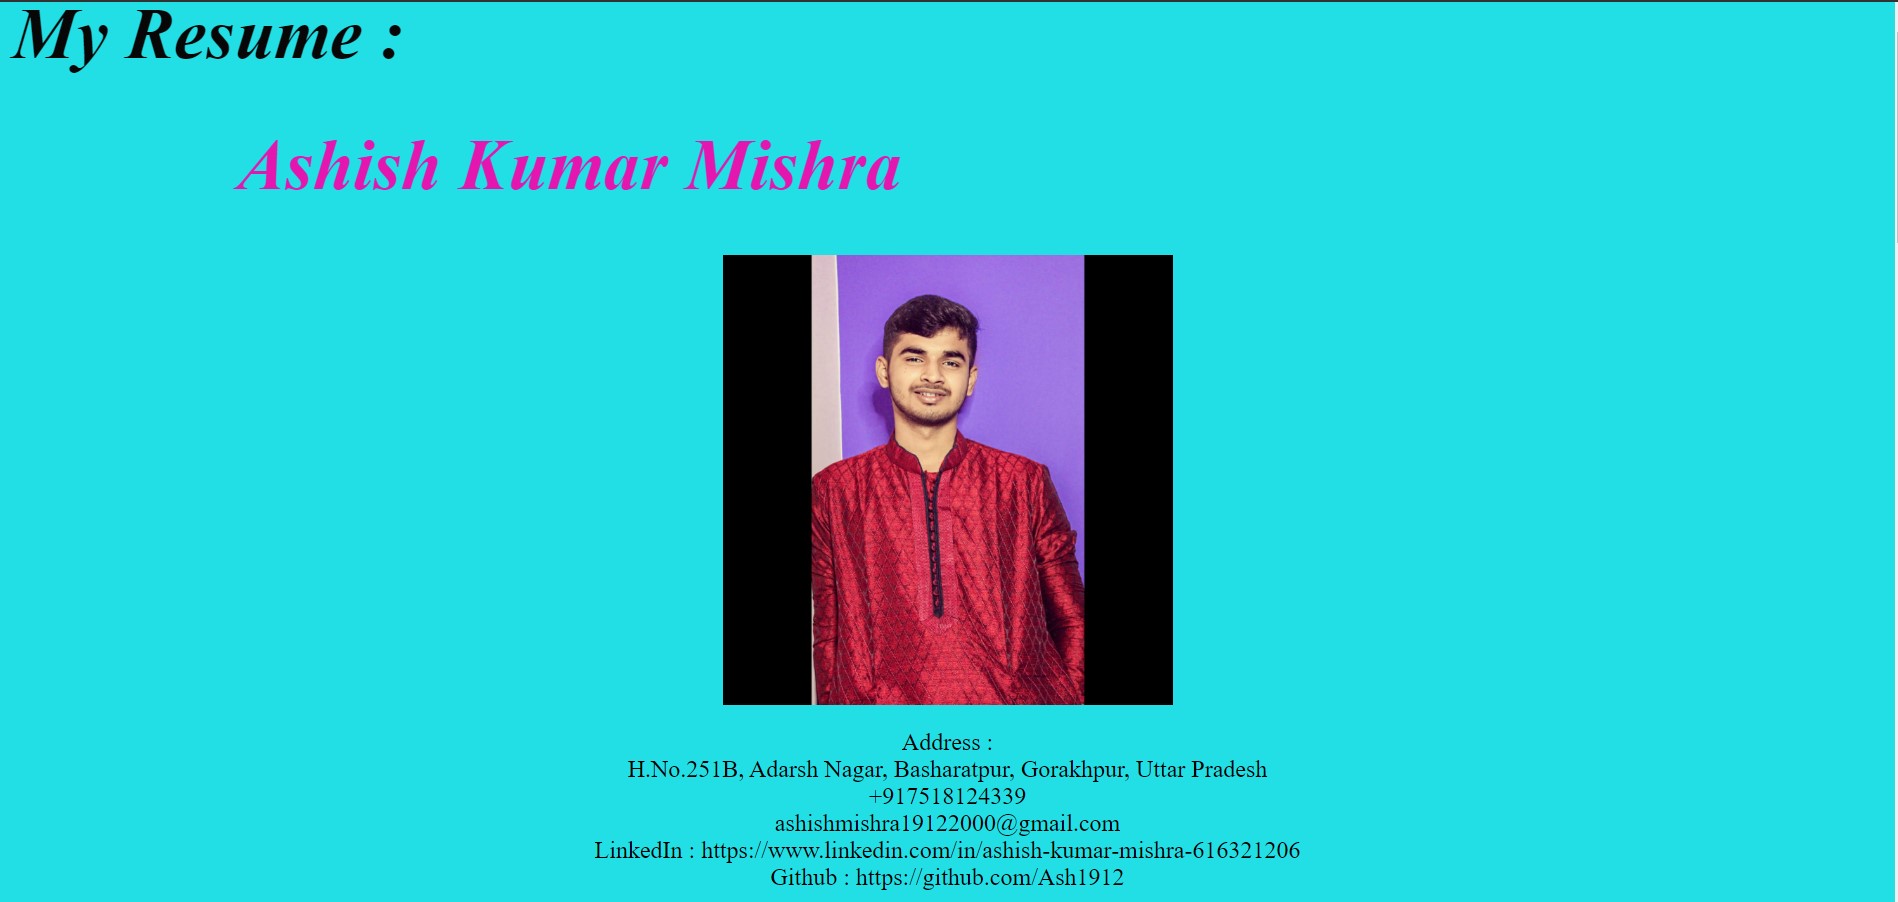 My Resume :
Ashish Kumar Mishra
Address :
H.No.251B, Adarsh Nagar, Basharatpur, Gorakhpur, Uttar Pradesh
+917518124339
ashishmishra19122000@gmail.com
LinkedIn : https://www.linkedin.com/in/ashish-kumar-mishra-616321206
Github : https://github.com/Ash1912